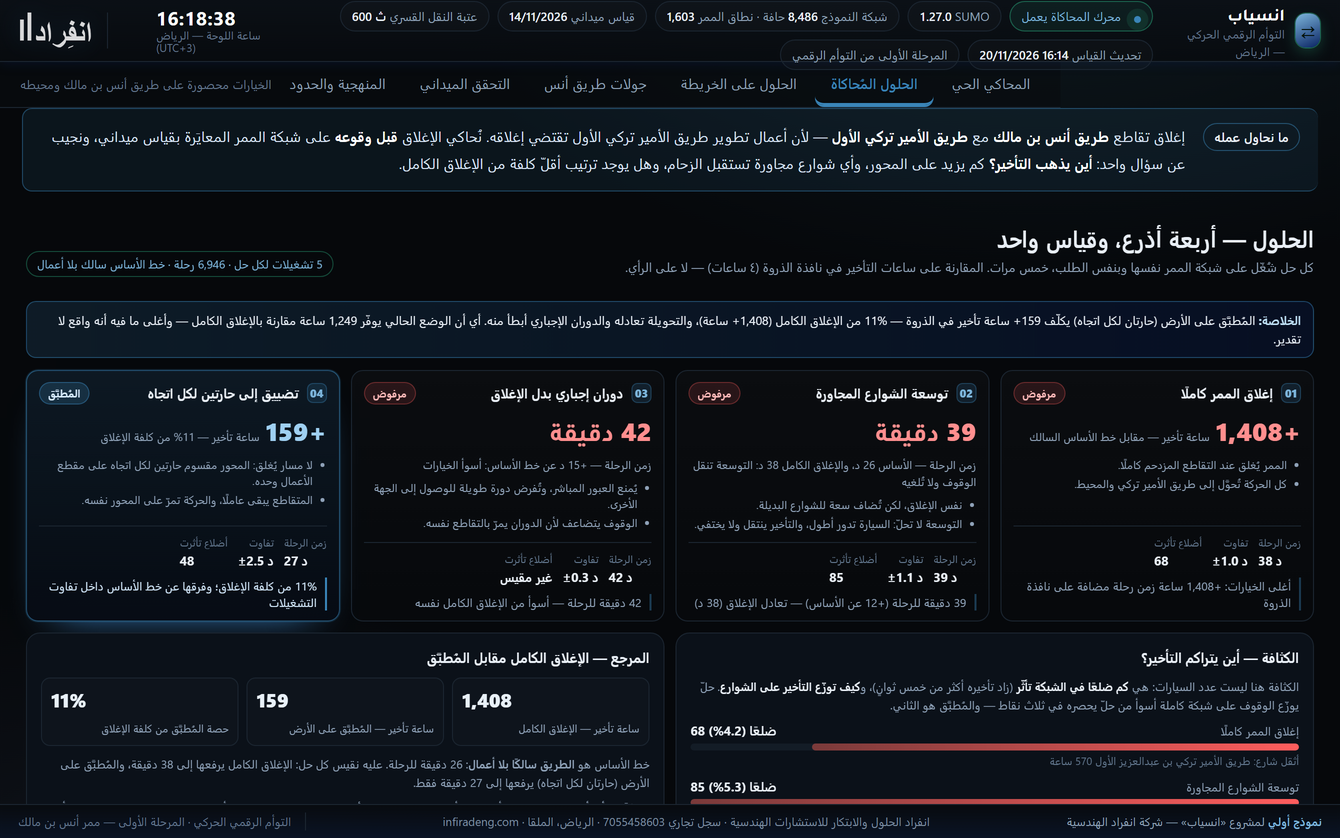 انسياب
التوأم الرقمي الحركي
— الرياض
محرك المحاكاة يعمل
SUMO 1.27.0
شبكة النموذج 8,486 حافة · نطاق الممر 1,603
قياس ميداني 14/11/2026
عتبة النقل القسري 600 ث
تحديث القياس 16:14 20/11/2026
المرحلة الأولى من التوأم الرقمي
16:18:38
ساعة اللوحة — الرياض
(UTC+3)
انفراد
المحاكي الحي
الحلول المُحاكاة
الحلول على الخريطة
جولات طريق أنس
التحقق الميداني
المنهجية والحدود
الخيارات محصورة على طريق أنس بن مالك ومحيطه
ما نحاول عمله
إغلاق تقاطع طريق أنس بن مالك مع طريق الأمير تركي الأول — لأن أعمال تطوير طريق الأمير تركي الأول تقتضي إغلاقه. نُحاكي الإغلاق قبل وقوعه على شبكة الممر المعايَرة بقياس ميداني، ونجيب
عن سؤال واحد: أين يذهب التأخير؟ كم يزيد على المحور، وأي شوارع مجاورة تستقبل الزحام، وهل يوجد ترتيب أقلّ كلفة من الإغلاق الكامل.
الحلول — أربعة أذرع، وقياس واحد
كل حل شُغّل على شبكة الممر نفسها وبنفس الطلب، خمس مرات. المقارنة على ساعات التأخير في نافذة الذروة (٤ ساعات) — لا على الرأي.
5 تشغيلات لكل حل · 6,946 رحلة · خط الأساس سالك بلا أعمال
الخلاصة: المُطبَّق على الأرض (حارتان لكل اتجاه) يكلّف 159+ ساعة تأخير في الذروة — 11% من الإغلاق الكامل (1,408+ ساعة)، والتحويلة تعادله والدوران الإجباري أبطأ منه. أي أن الوضع الحالي يوفّر 1,249 ساعة مقارنة بالإغلاق الكامل — وأغلى ما فيه أنه واقع لا
تقدير.
01 إغلاق الممر كاملًا
مرفوض
+1,408 ساعة تأخير — مقابل خط الأساس السالك
• الممر يُغلق عند التقاطع المزدحم كاملًا.
• كل الحركة تُحوَّل إلى طريق الأمير تركي والمحيط.
زمن الرحلة تفاوت أضلاع تأثرت
38 د ±1.0 د 68
أغلى الخيارات: +1,408 ساعة زمن رحلة مضافة على نافذة
الذروة
02 توسعة الشوارع المجاورة
مرفوض
39 دقيقة
زمن الرحلة — الأساس 26 د، والإغلاق الكامل 38 د: التوسعة تنقل
الوقوف ولا تُلغيه
• نفس الإغلاق، لكن تُضاف سعة للشوارع البديلة.
• التوسعة لا تحلّ: السيارة تدور أطول، والتأخير ينتقل ولا يختفي.
زمن الرحلة تفاوت أضلاع تأثرت
39 د ±1.1 د 85
39 دقيقة للرحلة (+12 عن الأساس) — تعادل الإغلاق (38 د)
03 دوران إجباري بدل الإغلاق
مرفوض
42 دقيقة
زمن الرحلة — +15 د عن خط الأساس: أسوأ الخيارات
• يُمنع العبور المباشر، وتُفرض دورة طويلة للوصول إلى الجهة
الأخرى.
• الوقوف يتضاعف لأن الدوران يمرّ بالتقاطع نفسه.
زمن الرحلة تفاوت أضلاع تأثرت
42 د ±0.3 د غير مقيس
42 دقيقة للرحلة — أسوأ من الإغلاق الكامل نفسه
04 تضييق إلى حارتين لكل اتجاه
المُطبَّق
+159 ساعة تأخير — 11% من كلفة الإغلاق
• لا مسار يُغلق: المحور مقسوم حارتين لكل اتجاه على مقطع
الأعمال وحده.
• المتقاطع يبقى عاملًا، والحركة تمرّ على المحور نفسه.
زمن الرحلة تفاوت أضلاع تأثرت
27 د ±2.5 د 48
11% من كلفة الإغلاق؛ وفرقها عن خط الأساس داخل تفاوت
التشغيلات
الكثافة — أين يتراكم التأخير؟
الكثافة هنا ليست عدد السيارات: هي كم ضلعًا في الشبكة تأثّر (زاد تأخيره أكثر من خمس ثوانٍ)، وكيف توزّع التأخير على الشوارع. حلّ
يوزّع الوقوف على شبكة كاملة أسوأ من حلّ يحصره في ثلاث نقاط — والمُطبَّق هو الثاني.
إغلاق الممر كاملًا
68 ضلعًا (4.2%)
أثقل شارع: طريق الأمير تركي بن عبدالعزيز الأول 570 ساعة
توسعة الشوارع المجاورة
85 ضلعًا (5.3%)
المرجع — الإغلاق الكامل مقابل المُطبَّق
1,408
ساعة تأخير — الإغلاق الكامل
159
ساعة تأخير — المُطبَّق على الأرض
11%
حصة المُطبَّق من كلفة الإغلاق
خط الأساس هو الطريق سالكًا بلا أعمال: 26 دقيقة للرحلة. عليه نقيس كل حل: الإغلاق الكامل يرفعها إلى 38 دقيقة، والمُطبَّق على
الأرض (حارتان لكل اتجاه) يرفعها إلى 27 دقيقة فقط.
نموذج أولي لمشروع «انسياب» — شركة انفراد الهندسية
انفراد الحلول والابتكار للاستشارات الهندسية · سجل تجاري 7055458603 · الرياض، الملقا · infiradeng.com
التوأم الرقمي الحركي · المرحلة الأولى — ممر أنس بن مالك